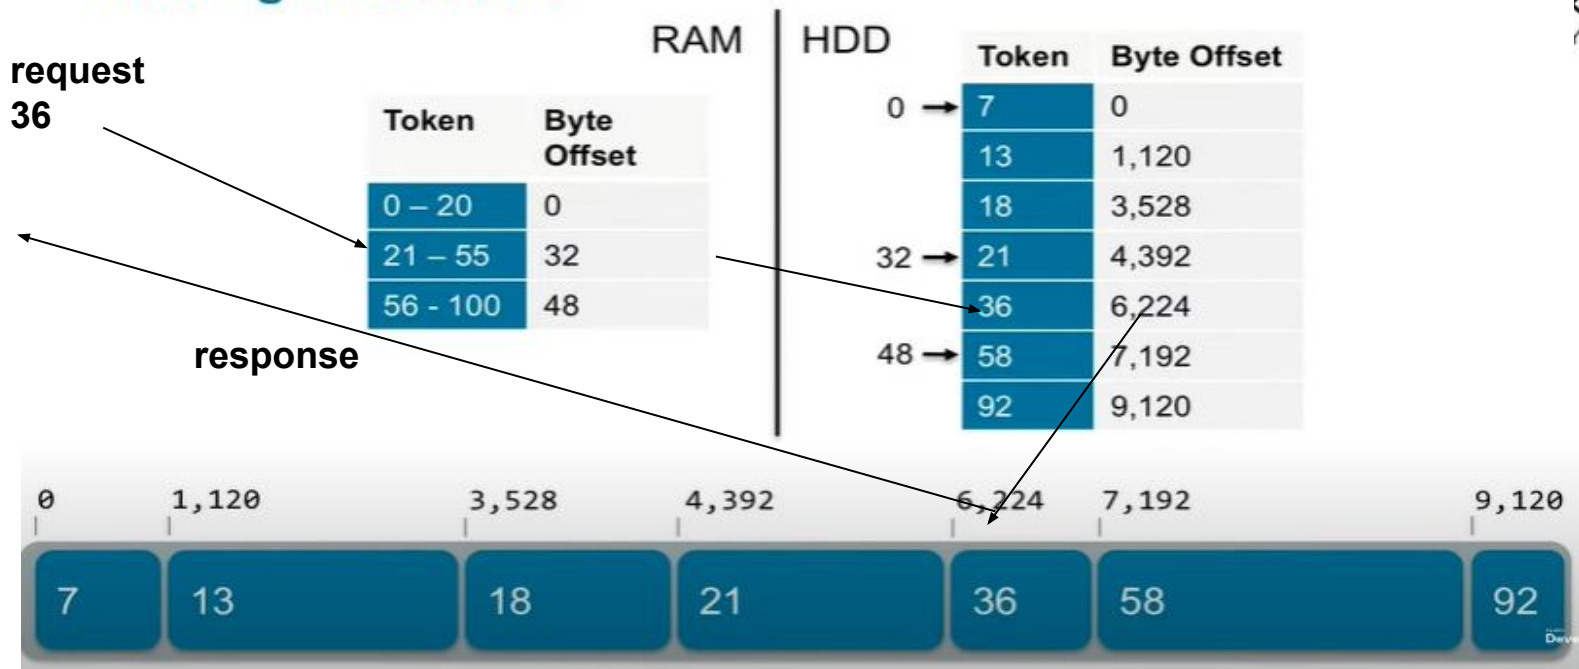 RAM
HDD
request
36
Token Byte Offset
0 – 20 0
21 – 55 32
56 - 100 48
response
Token Byte Offset
0 7 0
13 1,120
18 3,528
32 21 4,392
36 6,224
48 58 7,192
92 9,120
0 1,120 3,528 4,392 6,224 7,192 9,120
7 13 18 21 36 58 92